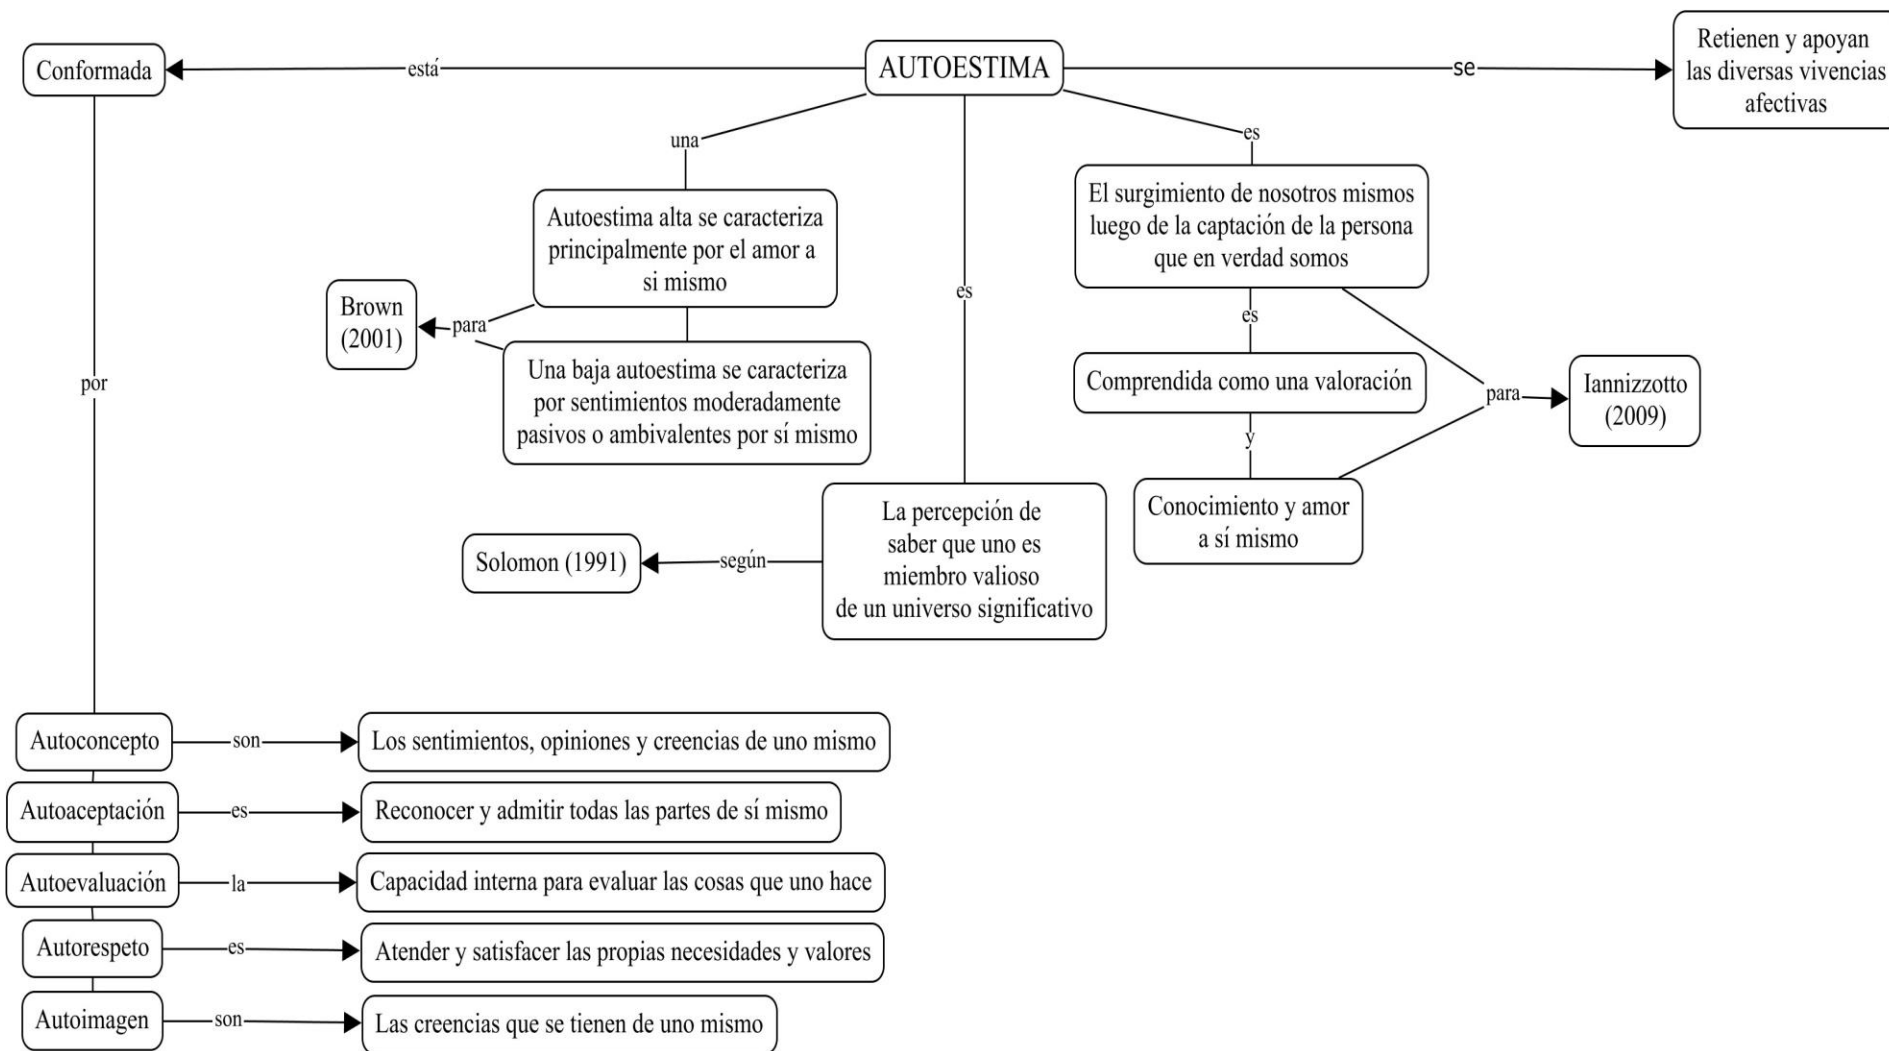 Conformada
está
AUTOESTIMA
se
Retienen y apoyan
las diversas vivencias
afectivas
una
es
Autoestima alta se caracteriza
principalmente por el amor a
si mismo
El surgimiento de nosotros mismos
luego de la captación de la persona
que en verdad somos
es
Brown
(2001)
para
es
Una baja autoestima se caracteriza
por sentimientos moderadamente
pasivos o ambivalentes por sí mismo
Comprendida como una valoración
para
Iannizzotto
(2009)
por
y
La percepción de
saber que uno es
miembro valioso
de un universo significativo
Conocimiento y amor
a sí mismo
Solomon (1991)
según
Autoconcepto
son
Los sentimientos, opiniones y creencias de uno mismo
Autoaceptación
es
Reconocer y admitir todas las partes de sí mismo
Autoevaluación
la
Capacidad interna para evaluar las cosas que uno hace
Autorespeto
es
Atender y satisfacer las propias necesidades y valores
Autoimagen
son
Las creencias que se tienen de uno mismo